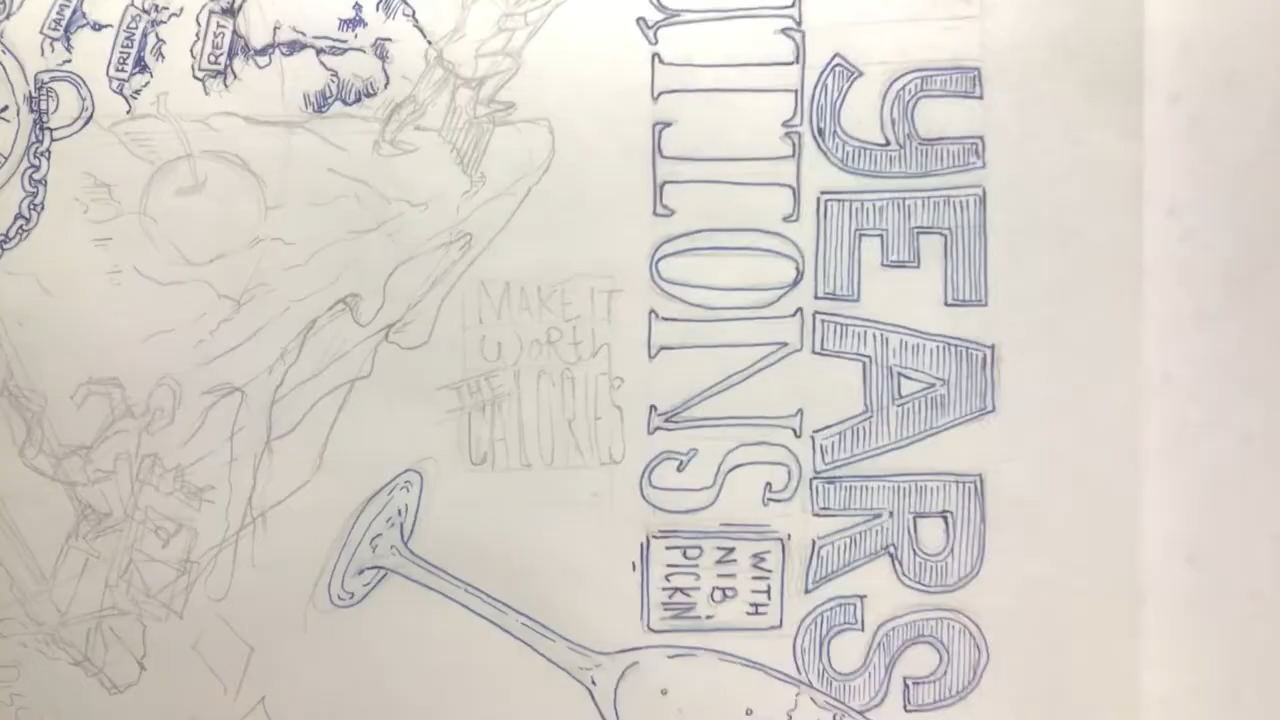 YEARS
UTIONS
WITH
NIB
PICKIN'
MAKE IT
WORTH
THE
CALORIES
FRIENDS
REST